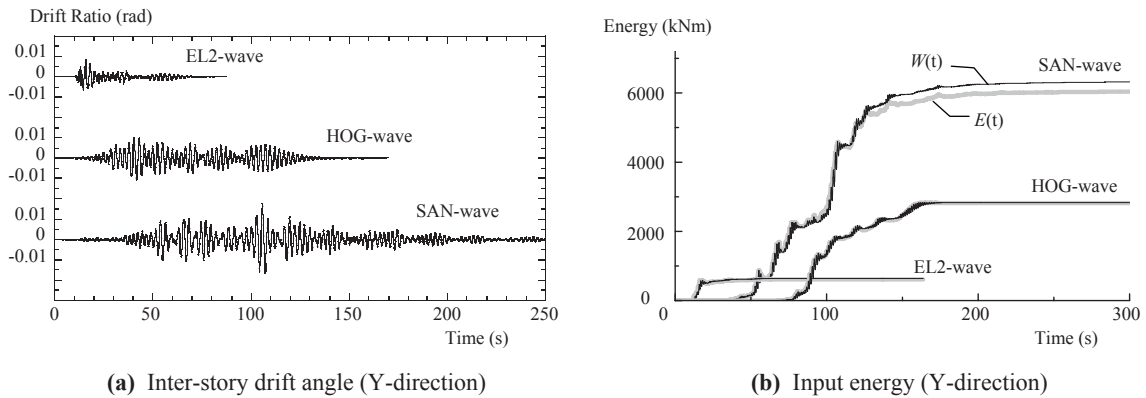 Drift Ratio (rad)
0.01
0
-0.01
EL2-wave
0.01
0
-0.01
HOG-wave
0.01
0
-0.01
SAN-wave
0 50 100 150 200 250
Time (s)
(a) Inter-story drift angle (Y-direction)
Energy (kNm)
6000
4000
2000
0
W(t)
SAN-wave
E(t)
HOG-wave
EL2-wave
0 100 200 300
Time (s)
(b) Input energy (Y-direction)